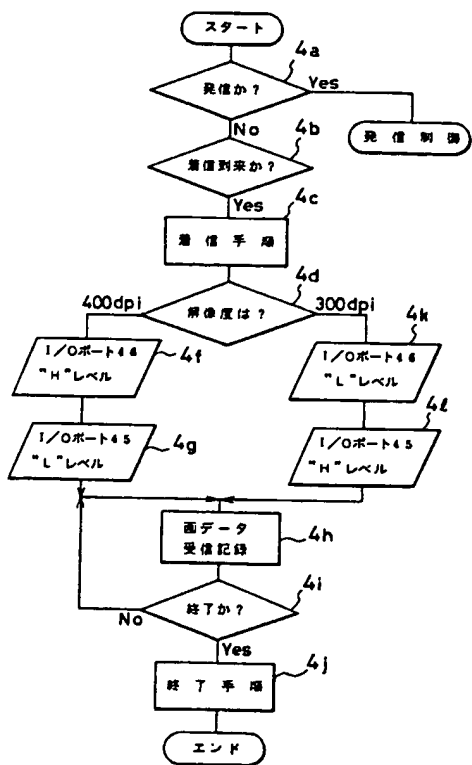 スタート
4a
発信か？
Yes
No
発信制御
4b
着信到来か？
Yes
4c
着信手順
4d
400dpi
解像度は？
300dpi
4k
I/Oポート44
"H"レベル
4f
I/Oポート44
"L"レベル
4l
I/Oポート45
"L"レベル
4g
I/Oポート45
"H"レベル
画データ
受信記録
4h
4i
終了か？
No
Yes
4j
終了手順
エンド